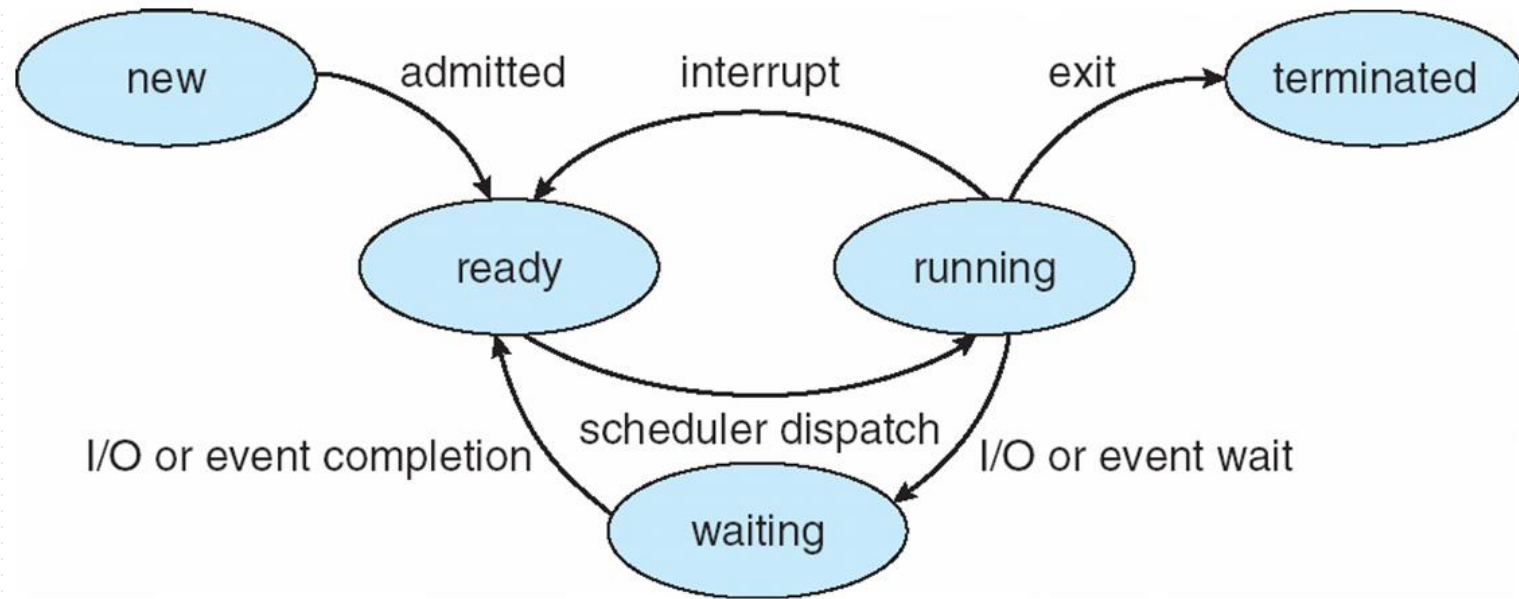 new
admitted
interrupt
exit
terminated
ready
running
scheduler dispatch
I/O or event completion
I/O or event wait
waiting